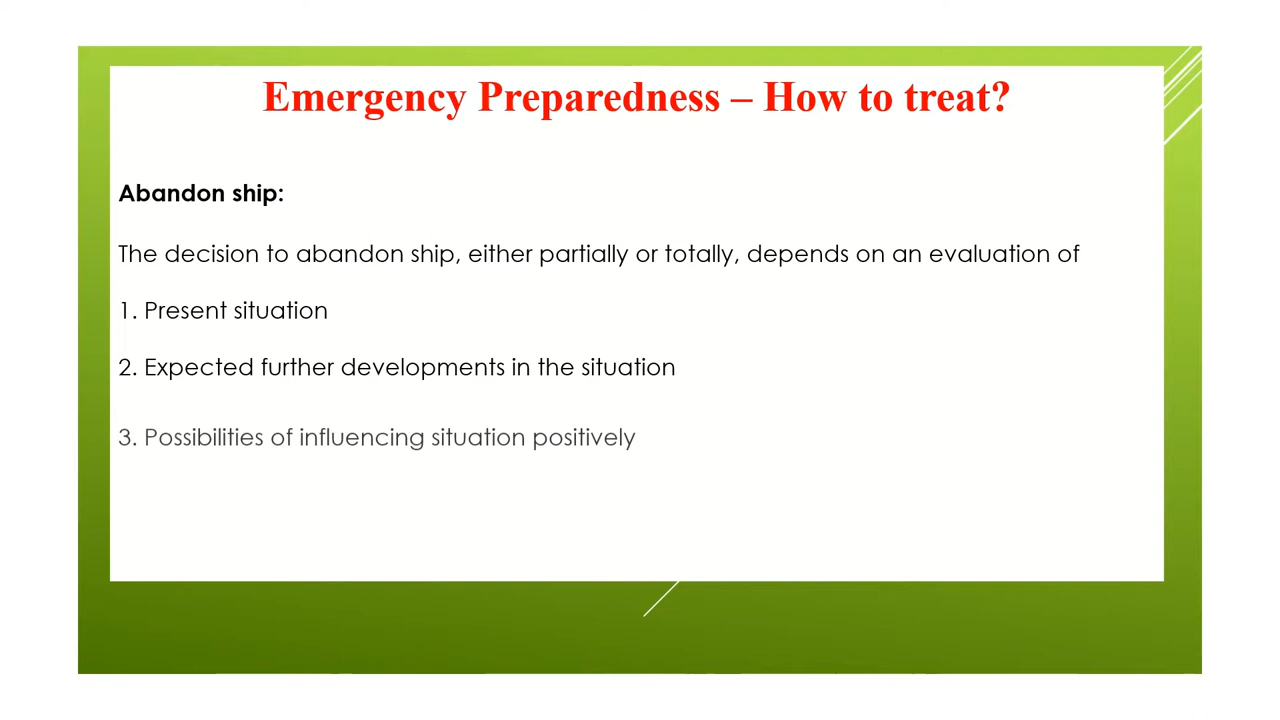 Emergency Preparedness – How to treat?
Abandon ship:
The decision to abandon ship, either partially or totally, depends on an evaluation of
1. Present situation
2. Expected further developments in the situation
3. Possibilities of influencing situation positively